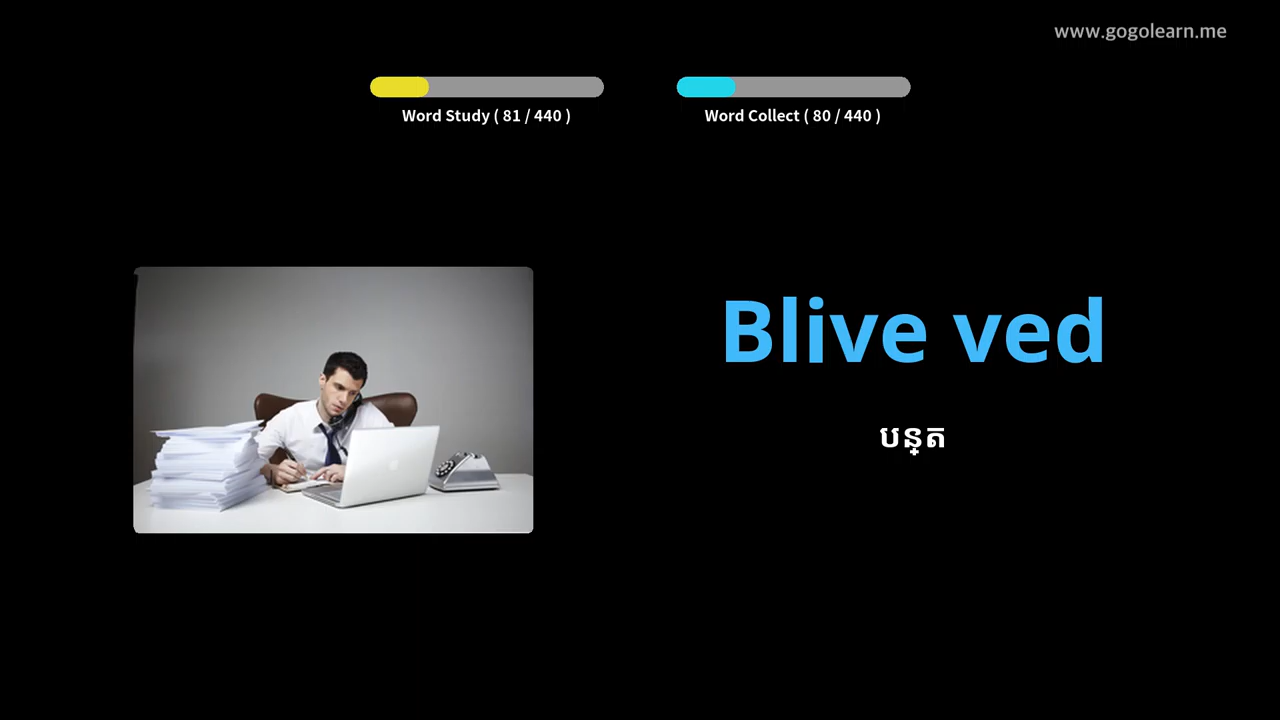 www.gogolearn.me
Word Study ( 81 / 440 )
Word Collect ( 80 / 440 )
Blive ved
បន្ត